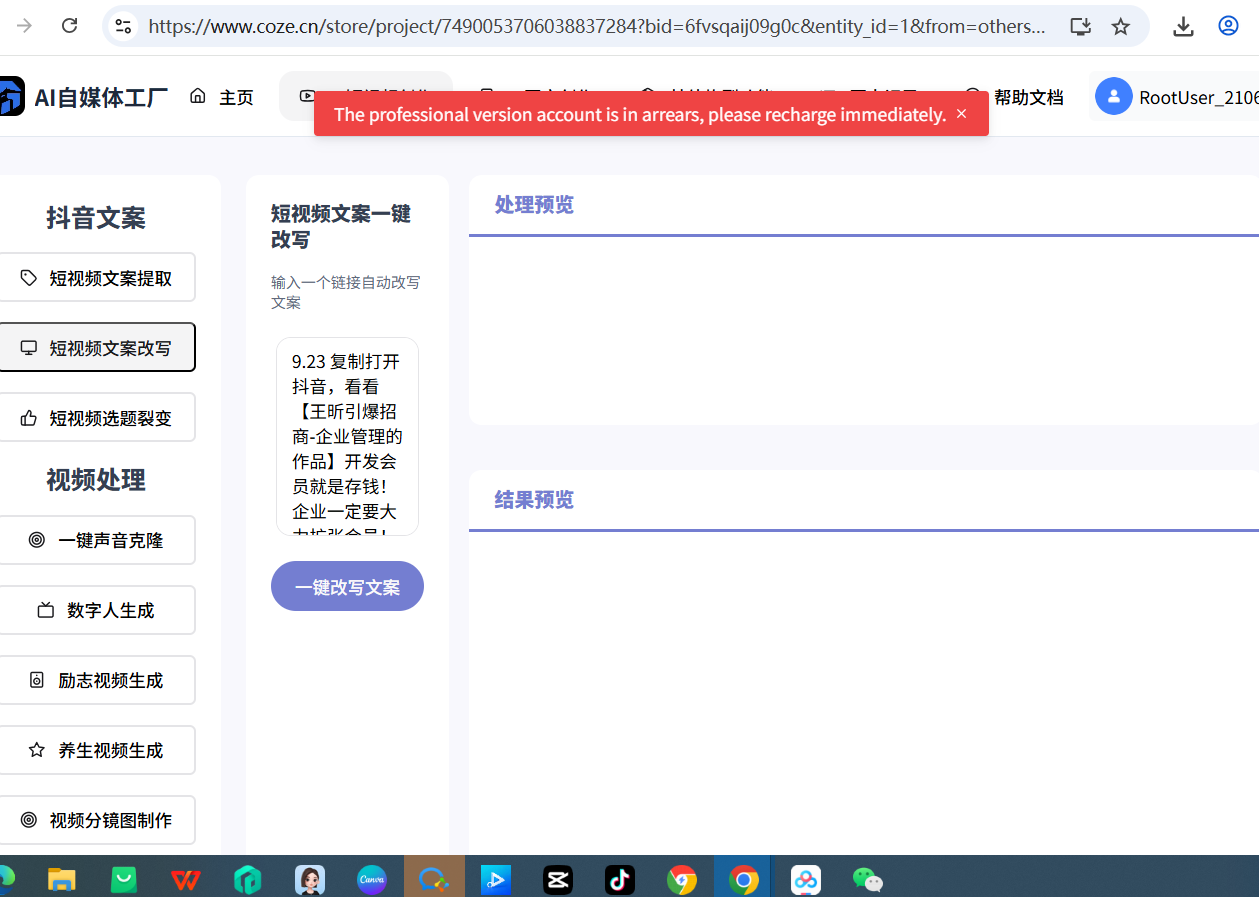 https://www.coze.cn/store/project/7490053706038837284?bid=6fvsqaij09g0c&entity_id=1&from=others...
AI自媒体工厂
主页
帮助文档
RootUser_2106
The professional version account is in arrears, please recharge immediately. ×
抖音文案
短视频文案提取
短视频文案改写
短视频选题裂变
视频处理
一键声音克隆
数字人生成
励志视频生成
养生视频生成
视频分镜图制作
短视频文案一键
改写
输入一个链接自动改写
文案
9.23 复制打开
抖音，看看
【王昕引爆招
商-企业管理的
作品】开发会
员就是存钱！
企业一定要大
力扩张会员！
一键改写文案
处理预览
结果预览
Canva